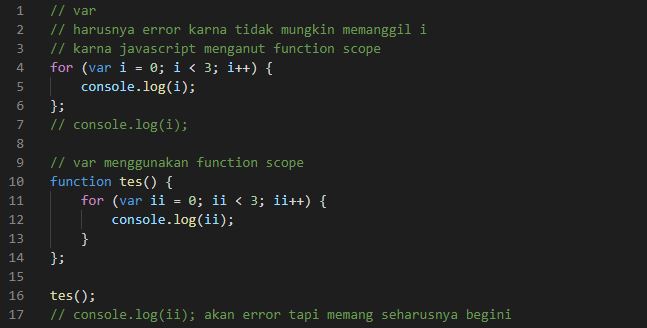 1 // var
2 // harusnya error karna tidak mungkin memanggil i
3 // karna javascript menganut function scope
4 for (var i = 0; i < 3; i++) {
5     console.log(i);
6 };
7 // console.log(i);
8
9 // var menggunakan function scope
10 function tes() {
11     for (var ii = 0; ii < 3; ii++) {
12         console.log(ii);
13     }
14 };
15
16 tes();
17 // console.log(ii); akan error tapi memang seharusnya begini